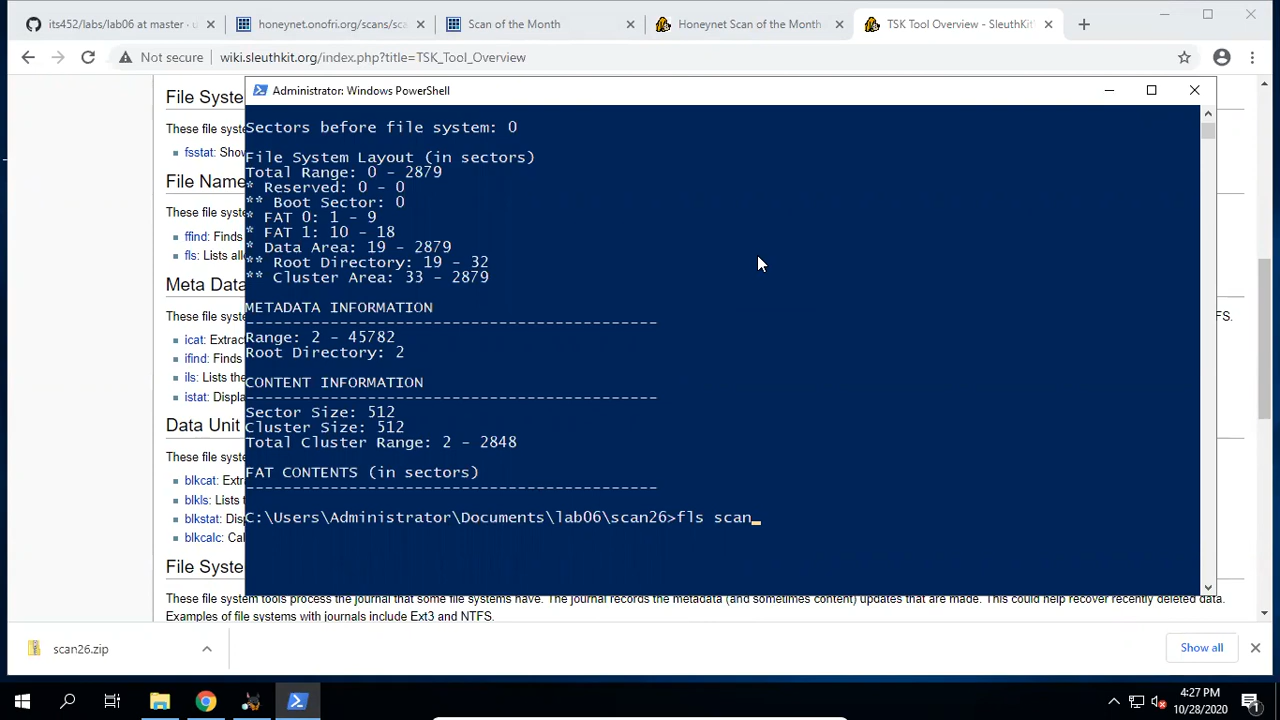 its452/labs/lab06 at master · u
honeynet.onofri.org/scans/sca
Scan of the Month
Honeynet Scan of the Month
TSK Tool Overview - SleuthKit
Not secure
wiki.sleuthkit.org/index.php?title=TSK_Tool_Overview
File Syste
These file syste
fsstat: Show
File Name
These file syst
ffind: Finds
fls: Lists all
Meta Data
These file syste
FS.
icat: Extrac
ifind: Finds
ils: Lists the
istat: Displa
Data Unit
These file syste
blkcat: Extr
blkls: Lists t
blkstat: Dis
blkcalc: Cal
File Syste
These file system tools process the journal that some file systems have. The journal records the metadata (and sometimes content) updates that are made. This could help recover recently deleted data.
Examples of file systems with journals include Ext3 and NTFS.
Administrator: Windows PowerShell
Sectors before file system: 0
File System Layout (in sectors)
Total Range: 0 - 2879
* Reserved: 0 - 0
** Boot Sector: 0
* FAT 0: 1 - 9
* FAT 1: 10 - 18
* Data Area: 19 - 2879
** Root Directory: 19 - 32
** Cluster Area: 33 - 2879
METADATA INFORMATION
--------------------------------------------
Range: 2 - 45782
Root Directory: 2
CONTENT INFORMATION
--------------------------------------------
Sector Size: 512
Cluster Size: 512
Total Cluster Range: 2 - 2848
FAT CONTENTS (in sectors)
--------------------------------------------
C:\Users\Administrator\Documents\lab06\scan26>fls scan_
scan26.zip
Show all
4:27 PM
10/28/2020
1